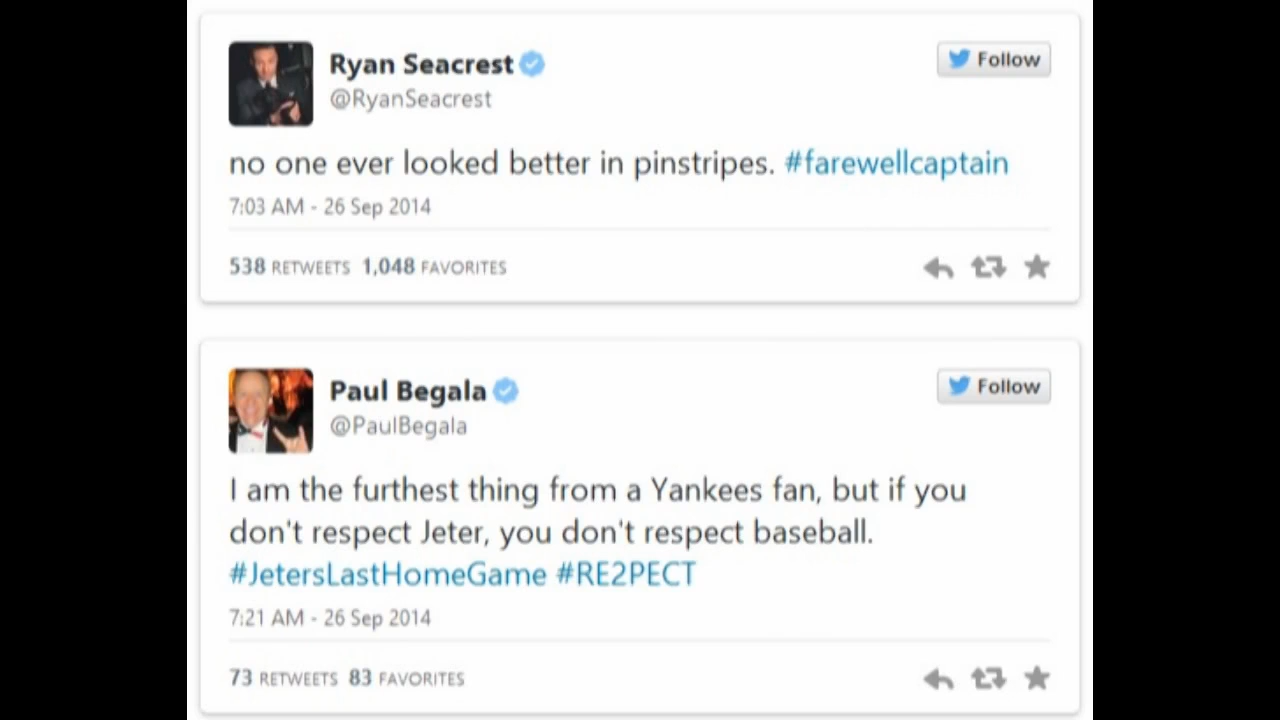 Ryan Seacrest
Follow
@RyanSeacrest
no one ever looked better in pinstripes. #farewellcaptain
7:03 AM - 26 Sep 2014
538 RETWEETS 1,048 FAVORITES
Paul Begala
Follow
@PaulBegala
I am the furthest thing from a Yankees fan, but if you
don't respect Jeter, you don't respect baseball.
#JetersLastHomeGame #RE2PECT
7:21 AM - 26 Sep 2014
73 RETWEETS 83 FAVORITES